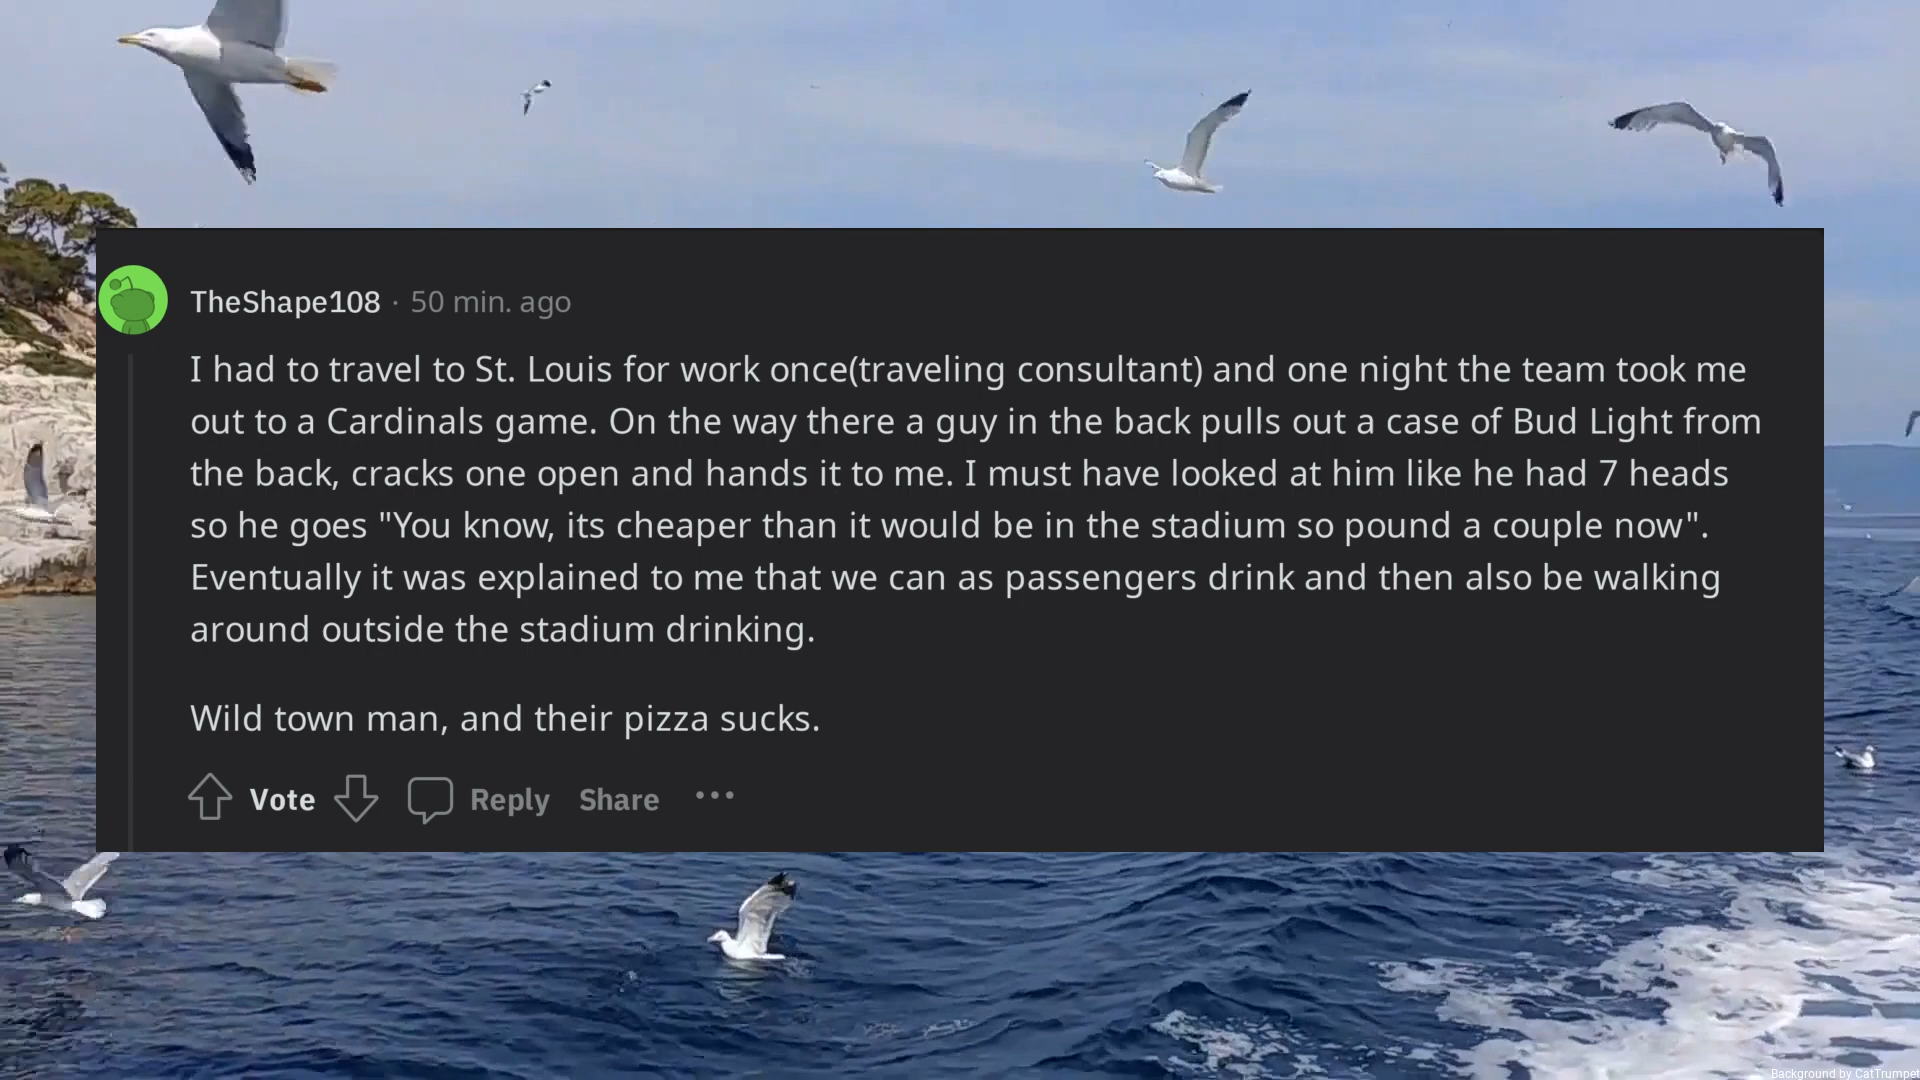 TheShape108 · 50 min. ago
I had to travel to St. Louis for work once(traveling consultant) and one night the team took me
out to a Cardinals game. On the way there a guy in the back pulls out a case of Bud Light from
the back, cracks one open and hands it to me. I must have looked at him like he had 7 heads
so he goes "You know, its cheaper than it would be in the stadium so pound a couple now".
Eventually it was explained to me that we can as passengers drink and then also be walking
around outside the stadium drinking.
Wild town man, and their pizza sucks.
Vote Reply Share ...
Background by CatTrumpet